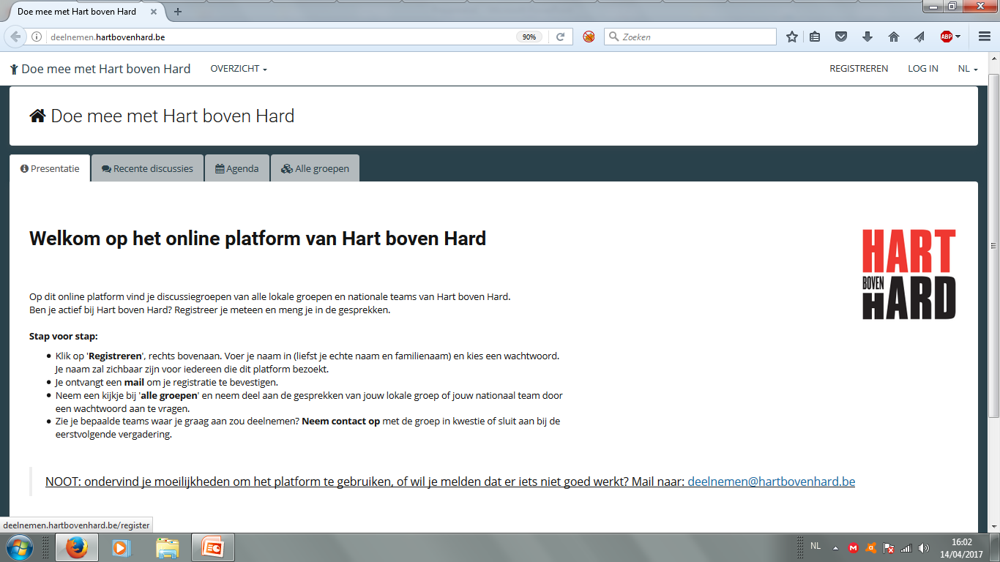 Doe mee met Hart boven Hard
deelnemen.hartbovenhard.be
90%
Zoeken
ABP
Doe mee met Hart boven Hard
OVERZICHT
REGISTREREN
LOG IN
NL
Doe mee met Hart boven Hard
Presentatie
Recente discussies
Agenda
Alle groepen
Welkom op het online platform van Hart boven Hard
HART
BOVEN
HARD
Op dit online platform vind je discussiegroepen van alle lokale groepen en nationale teams van Hart boven Hard.
Ben je actief bij Hart boven Hard? Registreer je meteen en meng je in de gesprekken.
Stap voor stap:
Klik op 'Registreren', rechts bovenaan. Voer je naam in (liefst je echte naam en familienaam) en kies een wachtwoord.
Je naam zal zichbaar zijn voor iedereen die dit platform bezoekt.
Je ontvangt een mail om je registratie te bevestigen.
Neem een kijkje bij 'alle groepen' en neem deel aan de gesprekken van jouw lokale groep of jouw nationaal team door
een wachtwoord aan te vragen.
Zie je bepaalde teams waar je graag aan zou deelnemen? Neem contact op met de groep in kwestie of sluit aan bij de
eerstvolgende vergadering.
NOOT: ondervind je moeilijkheden om het platform te gebruiken, of wil je melden dat er iets niet goed werkt? Mail naar: deelnemen@hartbovenhard.be
deelnemen.hartbovenhard.be/register
NL
16:02
14/04/2017